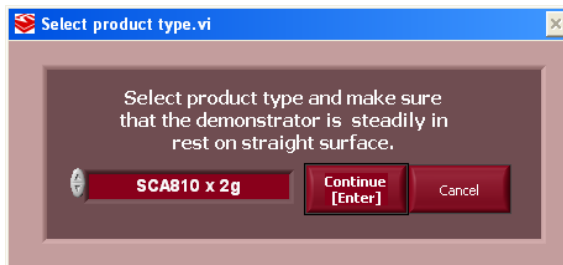 Select product type.vi
Select product type and make sure
that the demonstrator is steadily in
rest on straight surface.
SCA810 x 2g
Continue
[Enter]
Cancel